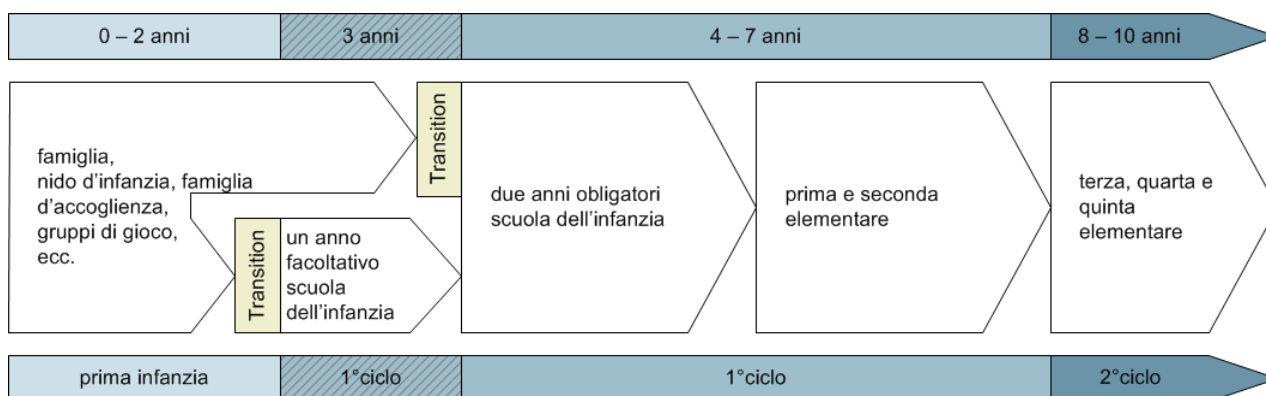 0 – 2 anni
3 anni
4 – 7 anni
8 – 10 anni
famiglia,
nido d'infanzia, famiglia
d'accoglienza,
gruppi di gioco,
ecc.
Transition
un anno
facoltativo
scuola
dell'infanzia
Transition
due anni obligatori
scuola dell'infanzia
prima e seconda
elementare
terza, quarta e
quinta
elementare
prima infanzia
1°ciclo
1°ciclo
2°ciclo